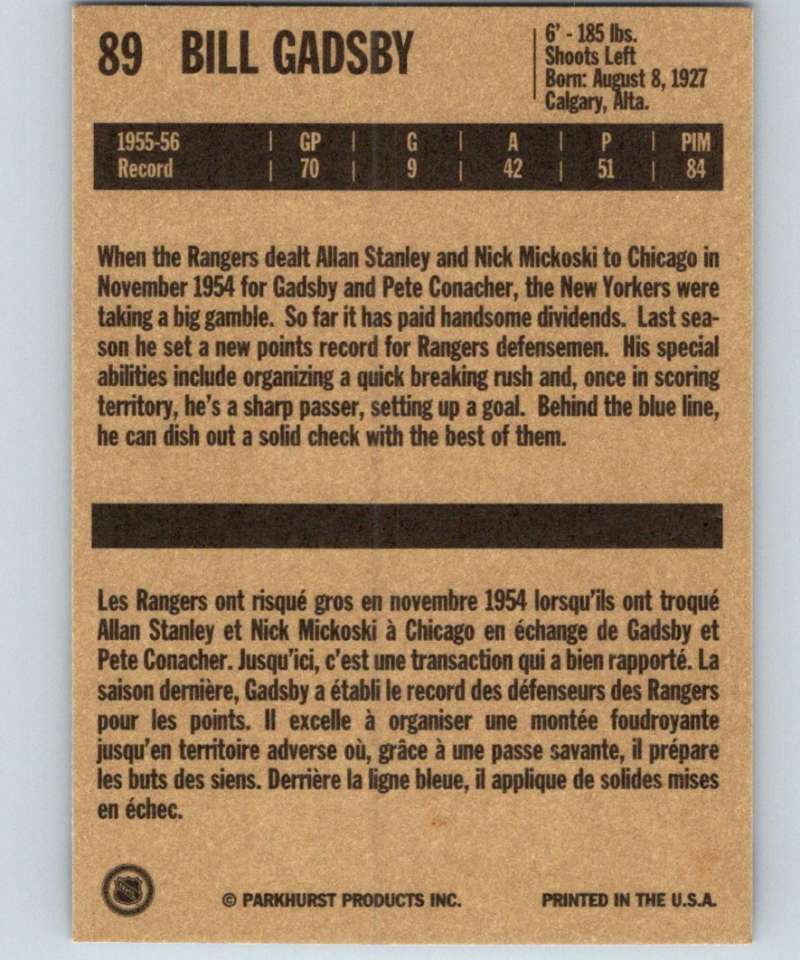 89 BILL GADSBY
6' - 185 lbs.
Shoots Left
Born: August 8, 1927
Calgary, Alta.
1955-56 | GP | G | A | P | PIM
Record | 70 | 9 | 42 | 51 | 84
When the Rangers dealt Allan Stanley and Nick Mickoski to Chicago in
November 1954 for Gadsby and Pete Conacher, the New Yorkers were
taking a big gamble. So far it has paid handsome dividends. Last sea-
son he set a new points record for Rangers defensemen. His special
abilities include organizing a quick breaking rush and, once in scoring
territory, he's a sharp passer, setting up a goal. Behind the blue line,
he can dish out a solid check with the best of them.
Les Rangers ont risqué gros en novembre 1954 lorsqu'ils ont troqué
Allan Stanley et Nick Mickoski à Chicago en échange de Gadsby et
Pete Conacher. Jusqu'ici, c'est une transaction qui a bien rapporté. La
saison dernière, Gadsby a établi le record des défenseurs des Rangers
pour les points. Il excelle à organiser une montée foudroyante
jusqu'en territoire adverse où, grâce à une passe savante, il prépare
les buts des siens. Derrière la ligne bleue, il applique de solides mises
en échec.
© PARKHURST PRODUCTS INC. PRINTED IN THE U.S.A.